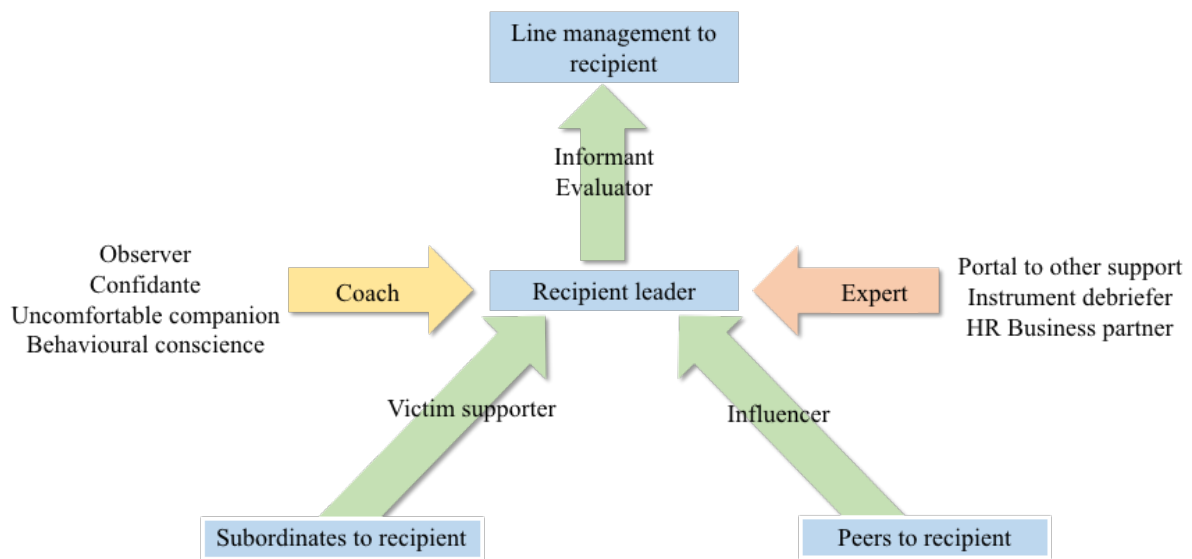 Line management to
recipient
Informant
Evaluator
Observer
Confidante
Uncomfortable companion
Behavioural conscience
Coach
Recipient leader
Expert
Portal to other support
Instrument debriefer
HR Business partner
Victim supporter
Influencer
Subordinates to recipient
Peers to recipient